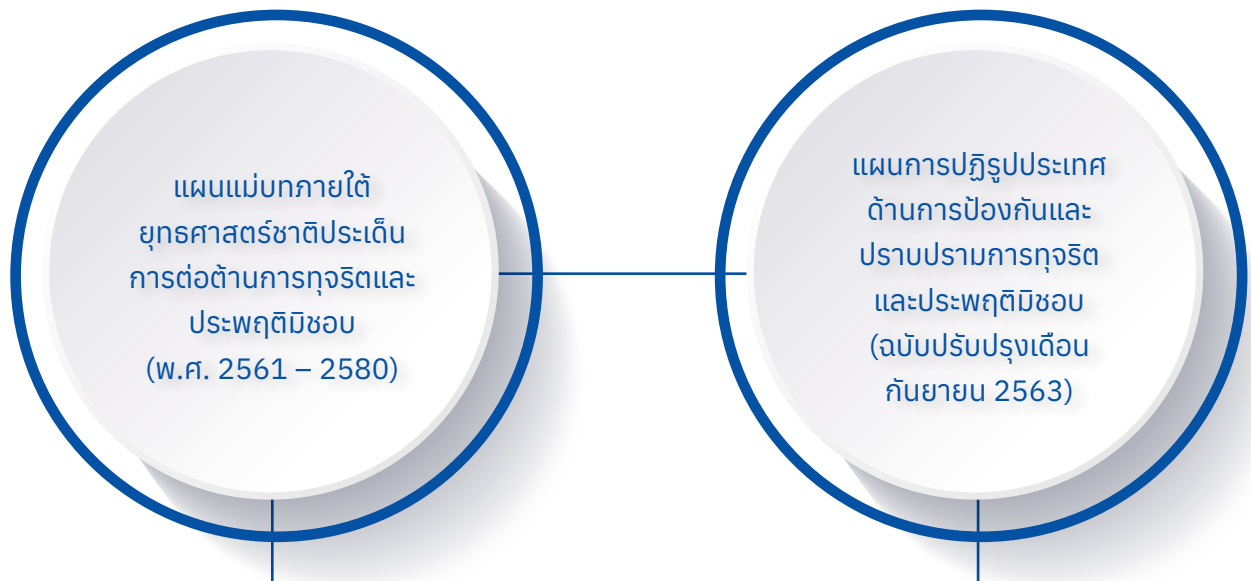 แผนแม่บทภายใต้
ยุทธศาสตร์ชาติประเด็น
การต่อต้านการทุจริตและ
ประพฤติมิชอบ
(พ.ศ. 2561 – 2580)
แผนการปฏิรูปประเทศ
ด้านการป้องกันและ
ปราบปรามการทุจริต
และประพฤติมิชอบ
(ฉบับปรับปรุงเดือน
กันยายน 2563)